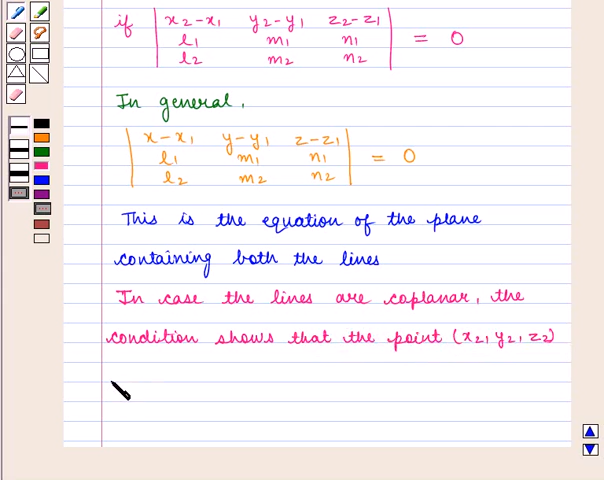 if | x₂-x₁ y₂-y₁ z₂-z₁ |
| l₁ m₁ n₁ | = 0
| l₂ m₂ n₂ |
In general,
| x-x₁ y-y₁ z-z₁ |
| l₁ m₁ n₁ | = 0
| l₂ m₂ n₂ |
This is the equation of the plane
containing both the lines
In case the lines are coplanar, the
condition shows that the point (x₂, y₂, z₂)